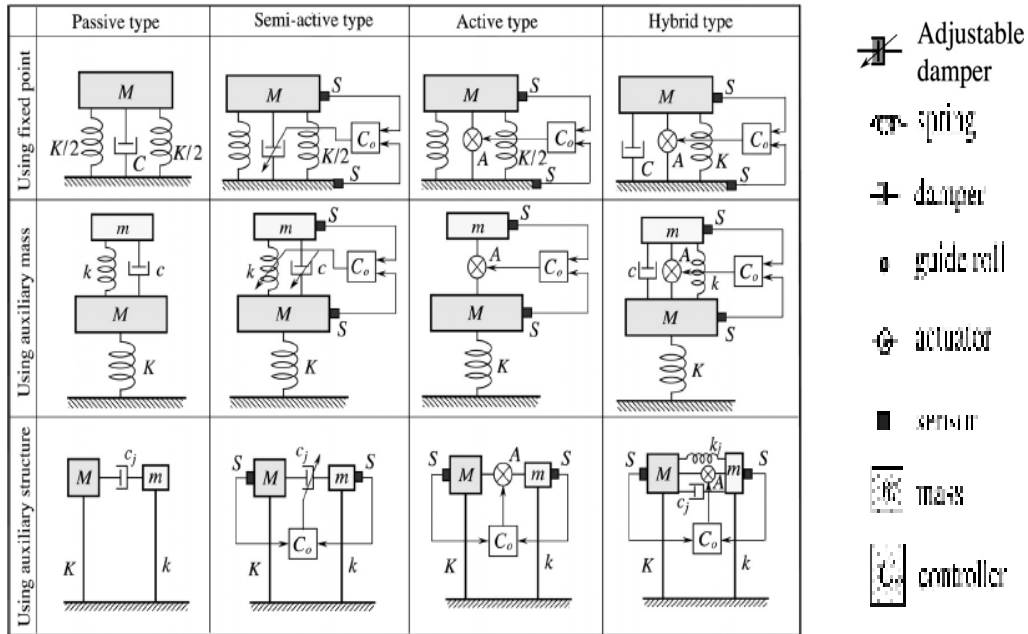 Passive type
Semi-active type
Active type
Hybrid type
Using fixed point
M
K/2
C
K/2
M
S
K/2
Co
S
M
S
A
K/2
Co
S
M
S
C
A
K
Co
S
Using auxiliary mass
m
k
c
M
K
m
S
k
c
Co
M
S
K
m
S
A
Co
M
S
K
m
S
c
A
k
Co
M
S
K
Using auxiliary structure
M
cj
m
K
k
S
M
cj
m
S
Co
K
k
S
M
A
m
S
Co
K
k
S
M
kj
A
m
S
cj
Co
K
k
Adjustable
damper
spring
damper
guide roll
actuator
sensor
mass
controller